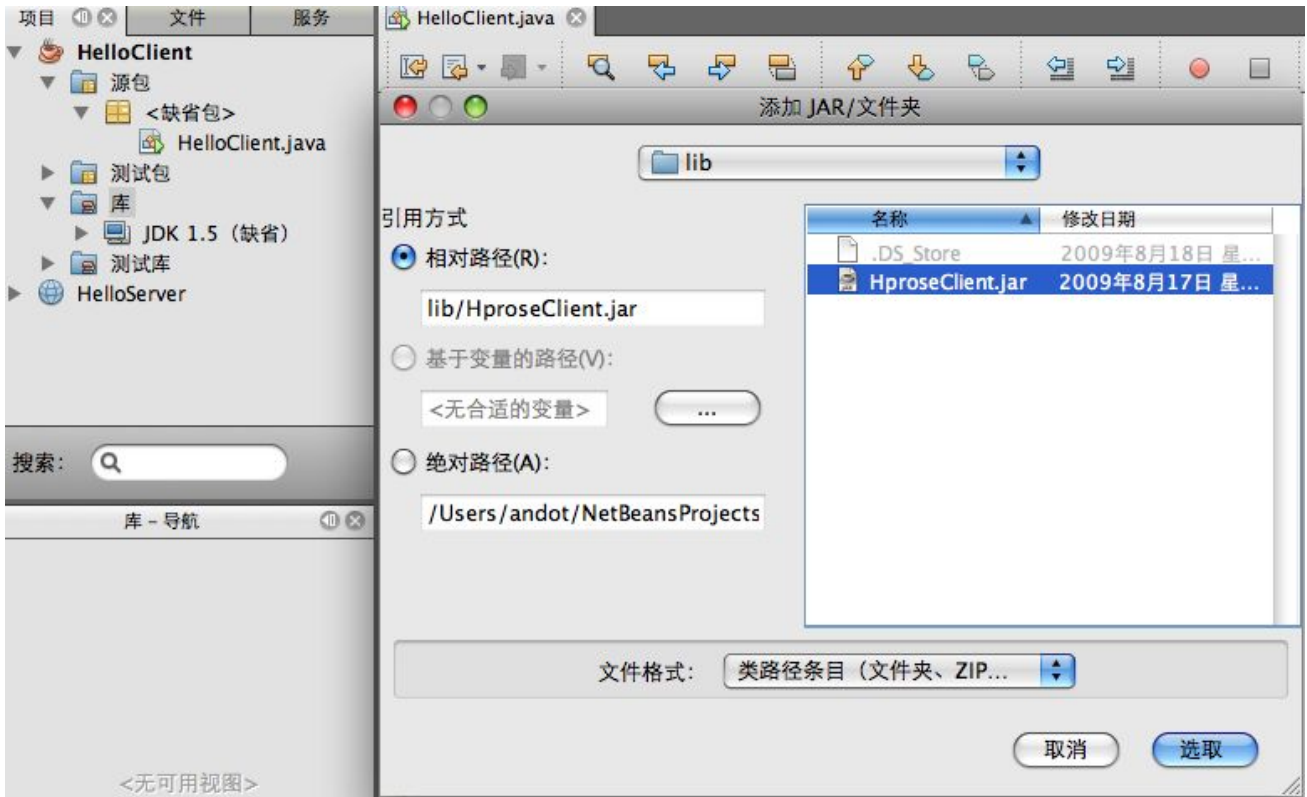 项目
文件
服务
HelloClient.java
HelloClient
源包
<缺省包>
HelloClient.java
测试包
库
JDK 1.5（缺省）
测试库
HelloServer
搜索：
库 – 导航
<无可用视图>
添加 JAR/文件夹
lib
引用方式
相对路径(R):
lib/HproseClient.jar
基于变量的路径(V):
<无合适的变量>
...
绝对路径(A):
/Users/andot/NetBeansProjects
名称 修改日期
.DS_Store 2009年8月18日 星...
HproseClient.jar 2009年8月17日 星...
文件格式： 类路径条目（文件夹、ZIP...
取消 选取